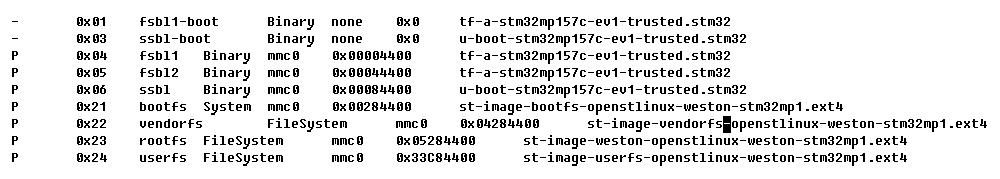 -	0x01	fsbl1-boot	Binary	none	0x0	tf-a-stm32mp157c-ev1-trusted.stm32
-	0x03	ssbl-boot	Binary	none	0x0	u-boot-stm32mp157c-ev1-trusted.stm32
P	0x04	fsbl1	Binary	mmc0	0x00004400	tf-a-stm32mp157c-ev1-trusted.stm32
P	0x05	fsbl2	Binary	mmc0	0x00044400	tf-a-stm32mp157c-ev1-trusted.stm32
P	0x06	ssbl	Binary	mmc0	0x00084400	u-boot-stm32mp157c-ev1-trusted.stm32
P	0x21	bootfs	System	mmc0	0x00284400	st-image-bootfs-openstlinux-weston-stm32mp1.ext4
P	0x22	vendorfs	FileSystem	mmc0	0x04284400	st-image-vendorfs-openstlinux-weston-stm32mp1.ext4
P	0x23	rootfs	FileSystem	mmc0	0x05284400	st-image-weston-openstlinux-weston-stm32mp1.ext4
P	0x24	userfs	FileSystem	mmc0	0x33C84400	st-image-userfs-openstlinux-weston-stm32mp1.ext4